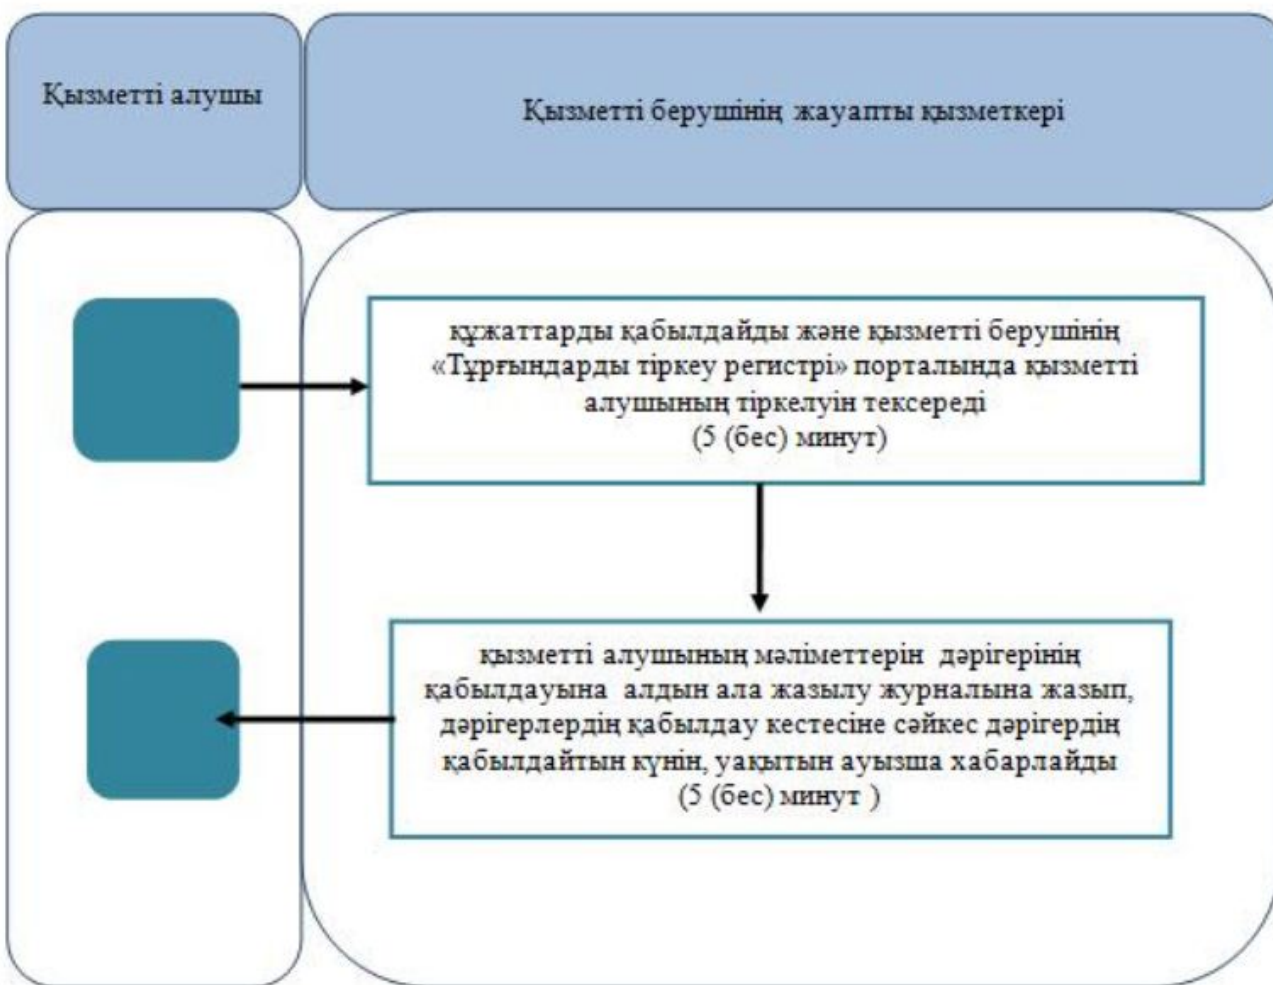 Қызметті алушы
Қызметті берушінің жауапты қызметкері
құжаттарды қабылдайды және қызметті берушінің
«Тұрғындарды тіркеу регистрі» порталында қызметті
алушының тіркелуін тексереді
(5 (бес) минут)
қызметті алушының мәліметтерін дәрігерінің
қабылдауына алдын ала жазылу журналына жазып,
дәрігерлердің қабылдау кестесіне сәйкес дәрігердің
қабылдайтын күнін, уақытын ауызша хабарлайды
(5 (бес) минут )